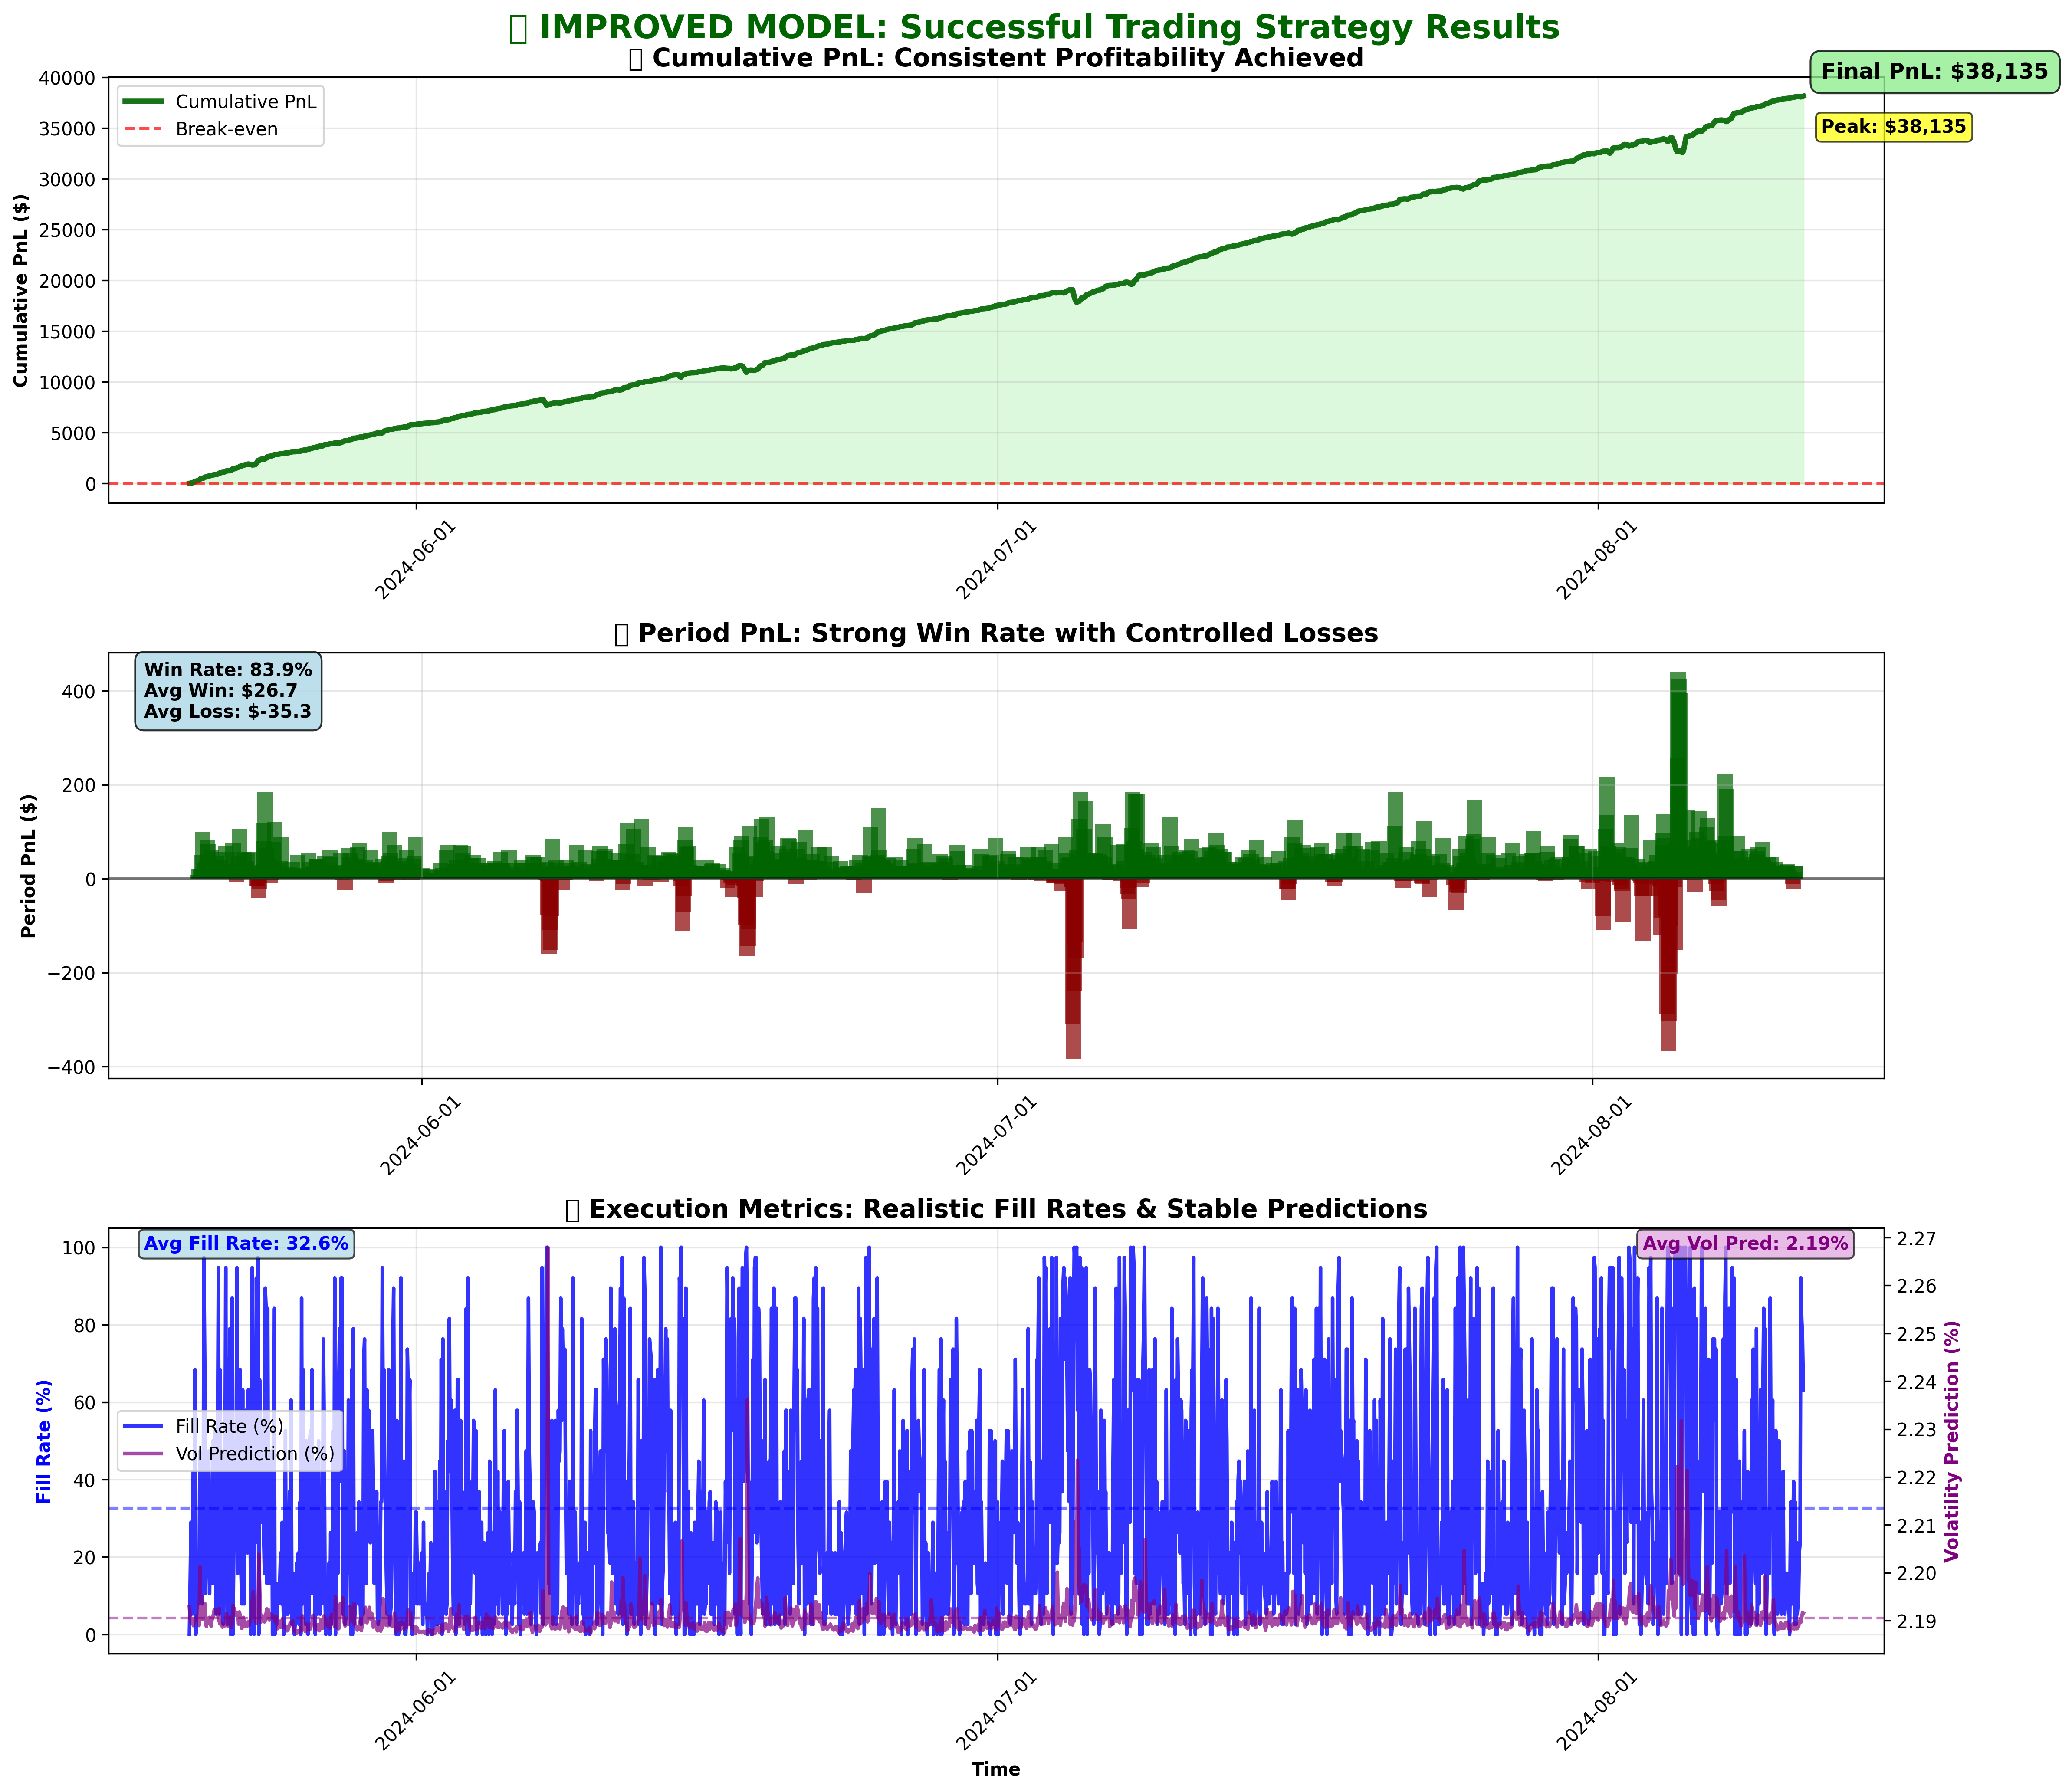 IMPROVED MODEL: Successful Trading Strategy Results
Cumulative PnL: Consistent Profitability Achieved
Final PnL: $38,135
Peak: $38,135
Cumulative PnL
Break-even
Cumulative PnL ($)
40000
35000
30000
25000
20000
15000
10000
5000
0
2024-06-01
2024-07-01
2024-08-01
Period PnL: Strong Win Rate with Controlled Losses
Win Rate: 83.9%
Avg Win: $26.7
Avg Loss: $-35.3
Period PnL ($)
400
200
0
−200
−400
2024-06-01
2024-07-01
2024-08-01
Execution Metrics: Realistic Fill Rates & Stable Predictions
Avg Fill Rate: 32.6%
Avg Vol Pred: 2.19%
Fill Rate (%)
Vol Prediction (%)
Fill Rate (%)
100
80
60
40
20
0
2.27
2.26
2.25
2.24
2.23
2.22
2.21
2.20
2.19
Volatility Prediction (%)
2024-06-01
2024-07-01
2024-08-01
Time